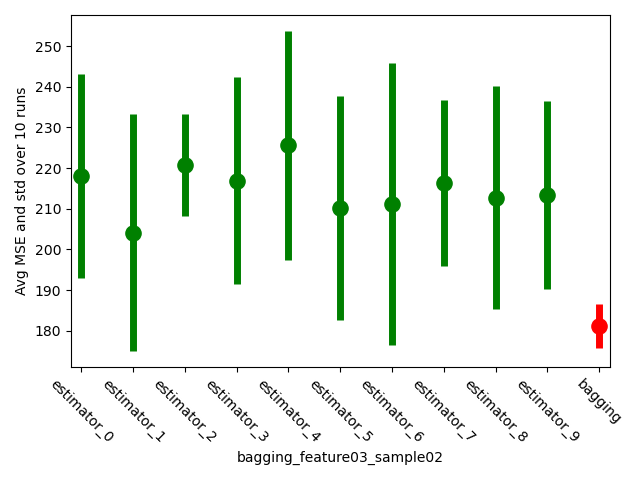 Avg MSE and std over 10 runs
250
240
230
220
210
200
190
180
estimator_0
estimator_1
estimator_2
estimator_3
estimator_4
estimator_5
estimator_6
estimator_7
estimator_8
estimator_9
bagging
bagging_feature03_sample02